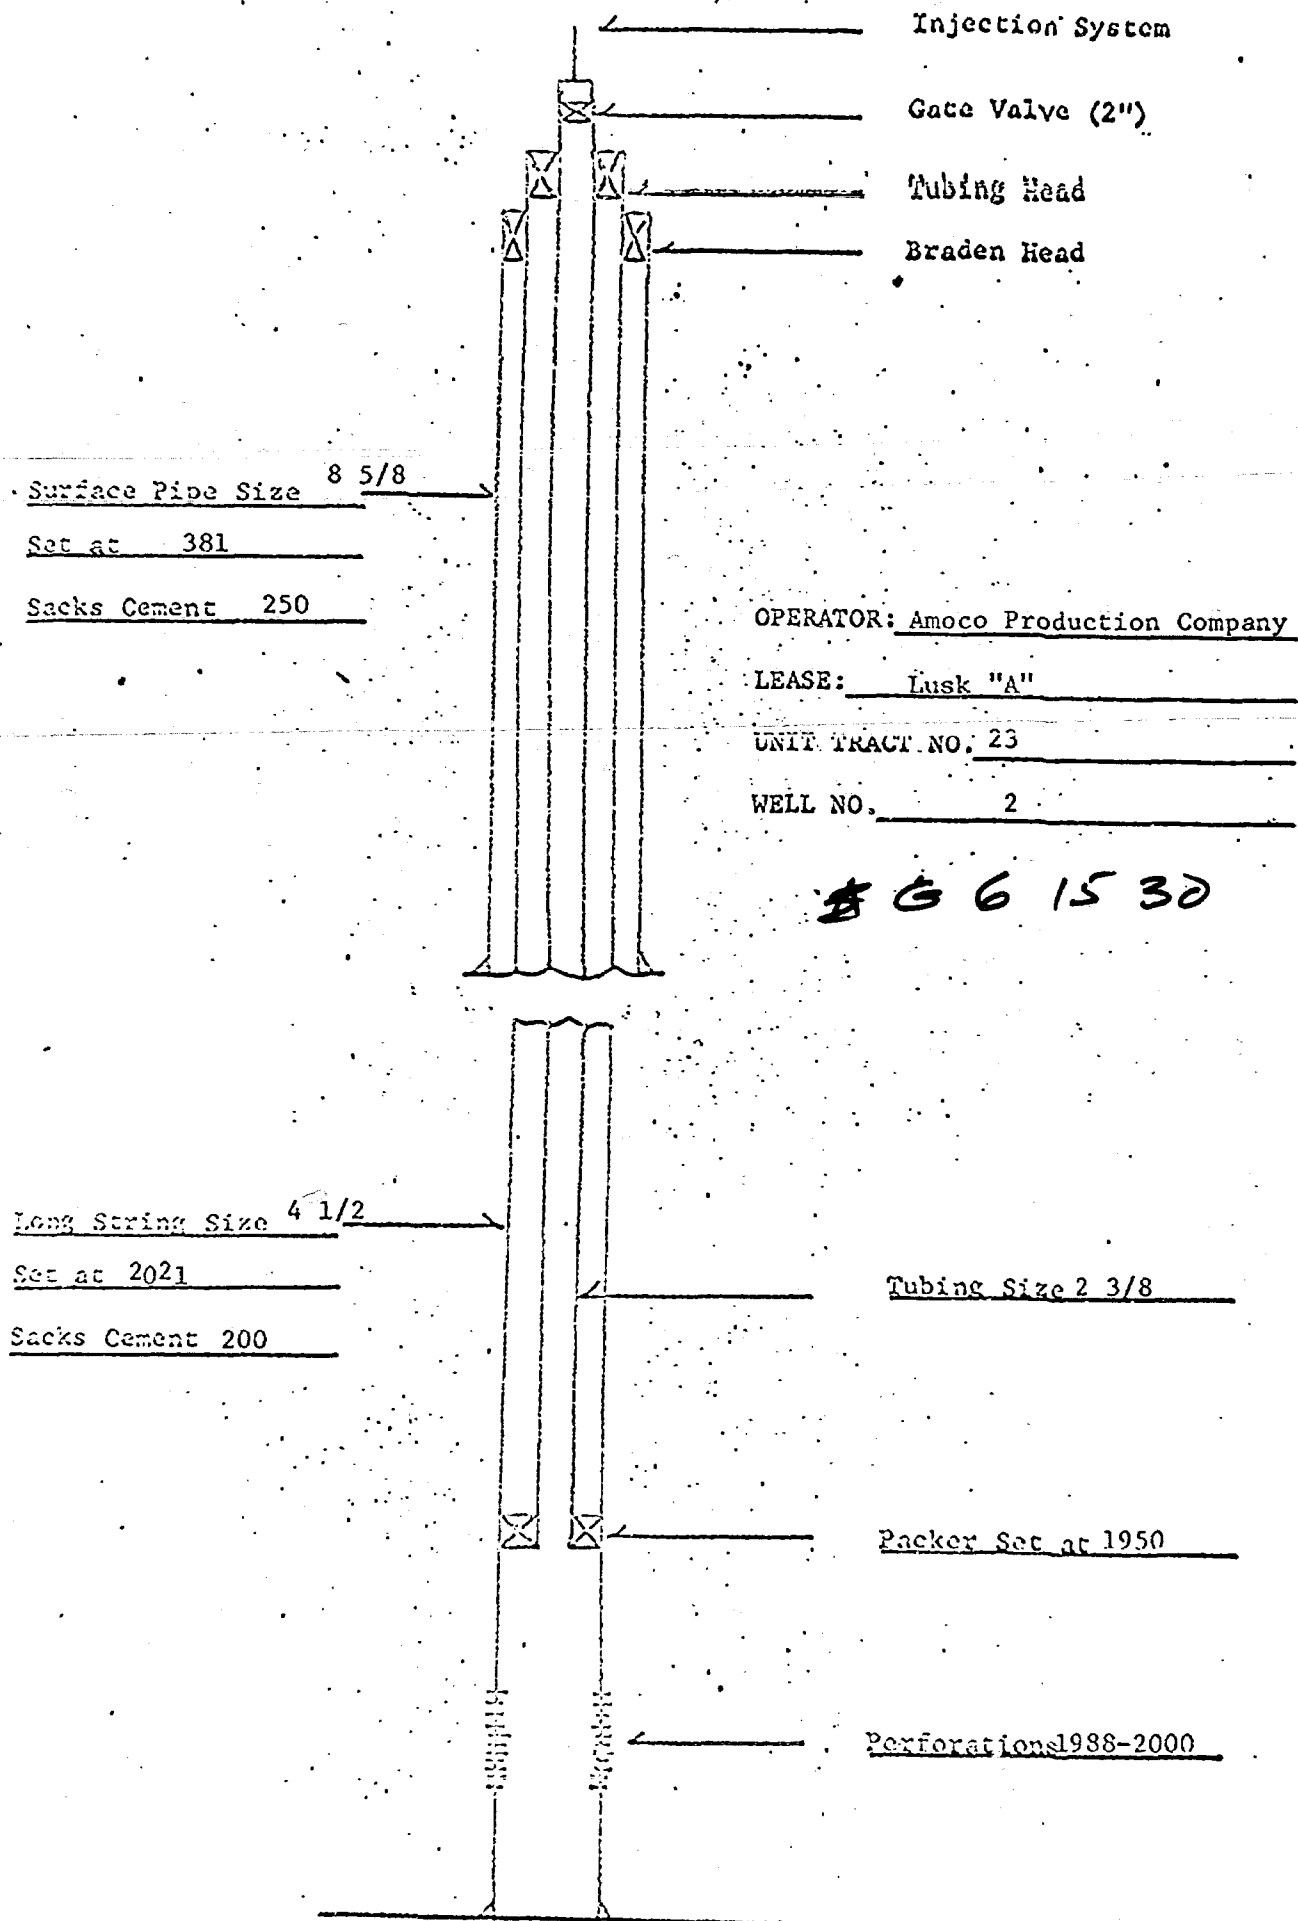 Injection System
Gate Valve (2")
Tubing Head
Braden Head
Surface Pipe Size 8 5/8
Set at 381
Sacks Cement 250
OPERATOR: Amoco Production Company
LEASE: Lusk "A"
UNIT TRACT NO. 23
WELL NO. 2
G 6 15 30
Long String Size 4 1/2
Set at 2021
Sacks Cement 200
Tubing Size 2 3/8
Packer Set at 1950
Perforations 1988-2000